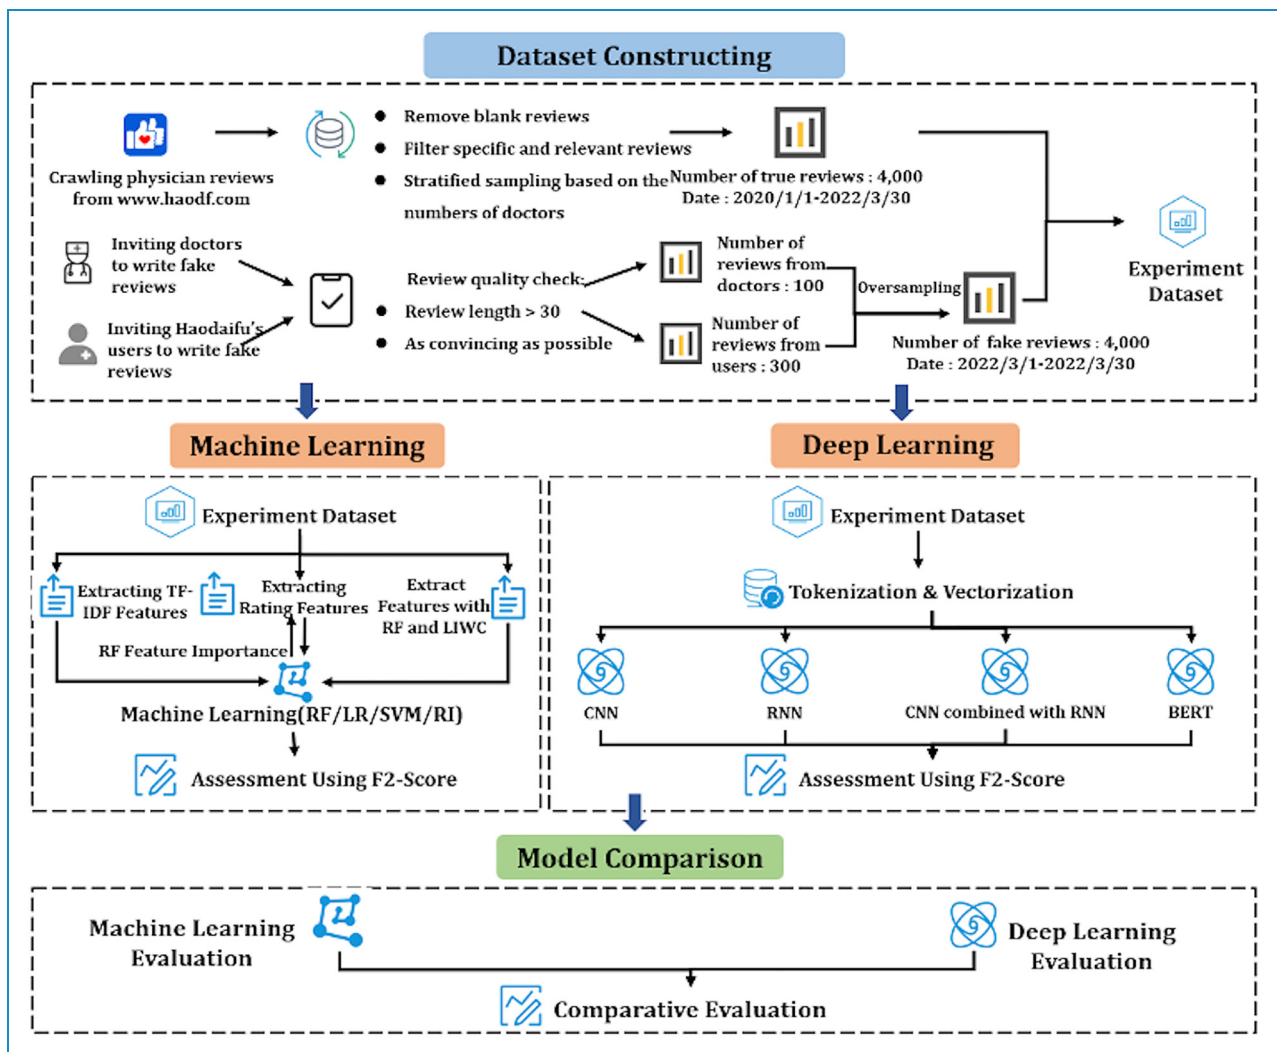 Dataset Constructing
Crawling physician reviews
from www.haodf.com
Remove blank reviews
Filter specific and relevant reviews
Stratified sampling based on the
numbers of doctors
Number of true reviews : 4,000
Date : 2020/1/1-2022/3/30
Inviting doctors
to write fake
reviews
Inviting Haodaifu's
users to write fake
reviews
Review quality check:
Review length > 30
As convincing as possible
Number of
reviews from
doctors : 100
Number of
reviews from
users : 300
Oversampling
Number of fake reviews : 4,000
Date : 2022/3/1-2022/3/30
Experiment
Dataset
Machine Learning
Experiment Dataset
Extracting TF-
IDF Features
Extracting
Rating Features
Extract
Features with
RF and LIWC
RF Feature Importance
Machine Learning(RF/LR/SVM/RI)
Assessment Using F2-Score
Deep Learning
Experiment Dataset
Tokenization & Vectorization
CNN
RNN
CNN combined with RNN
BERT
Assessment Using F2-Score
Model Comparison
Machine Learning
Evaluation
Deep Learning
Evaluation
Comparative Evaluation